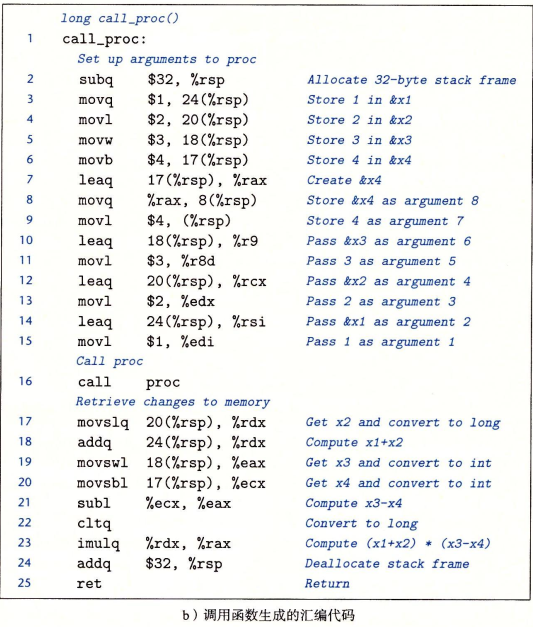 long call_proc()
1 call_proc:
Set up arguments to proc
2 subq $32, %rsp Allocate 32-byte stack frame
3 movq $1, 24(%rsp) Store 1 in &x1
4 movl $2, 20(%rsp) Store 2 in &x2
5 movw $3, 18(%rsp) Store 3 in &x3
6 movb $4, 17(%rsp) Store 4 in &x4
7 leaq 17(%rsp), %rax Create &x4
8 movq %rax, 8(%rsp) Store &x4 as argument 8
9 movl $4, (%rsp) Store 4 as argument 7
10 leaq 18(%rsp), %r9 Pass &x3 as argument 6
11 movl $3, %r8d Pass 3 as argument 5
12 leaq 20(%rsp), %rcx Pass &x2 as argument 4
13 movl $2, %edx Pass 2 as argument 3
14 leaq 24(%rsp), %rsi Pass &x1 as argument 2
15 movl $1, %edi Pass 1 as argument 1
Call proc
16 call proc
Retrieve changes to memory
17 movslq 20(%rsp), %rdx Get x2 and convert to long
18 addq 24(%rsp), %rdx Compute x1+x2
19 movswl 18(%rsp), %eax Get x3 and convert to int
20 movsbl 17(%rsp), %ecx Get x4 and convert to int
21 subl %ecx, %eax Compute x3-x4
22 cltq Convert to long
23 imulq %rdx, %rax Compute (x1+x2) * (x3-x4)
24 addq $32, %rsp Deallocate stack frame
25 ret Return
b）调用函数生成的汇编代码